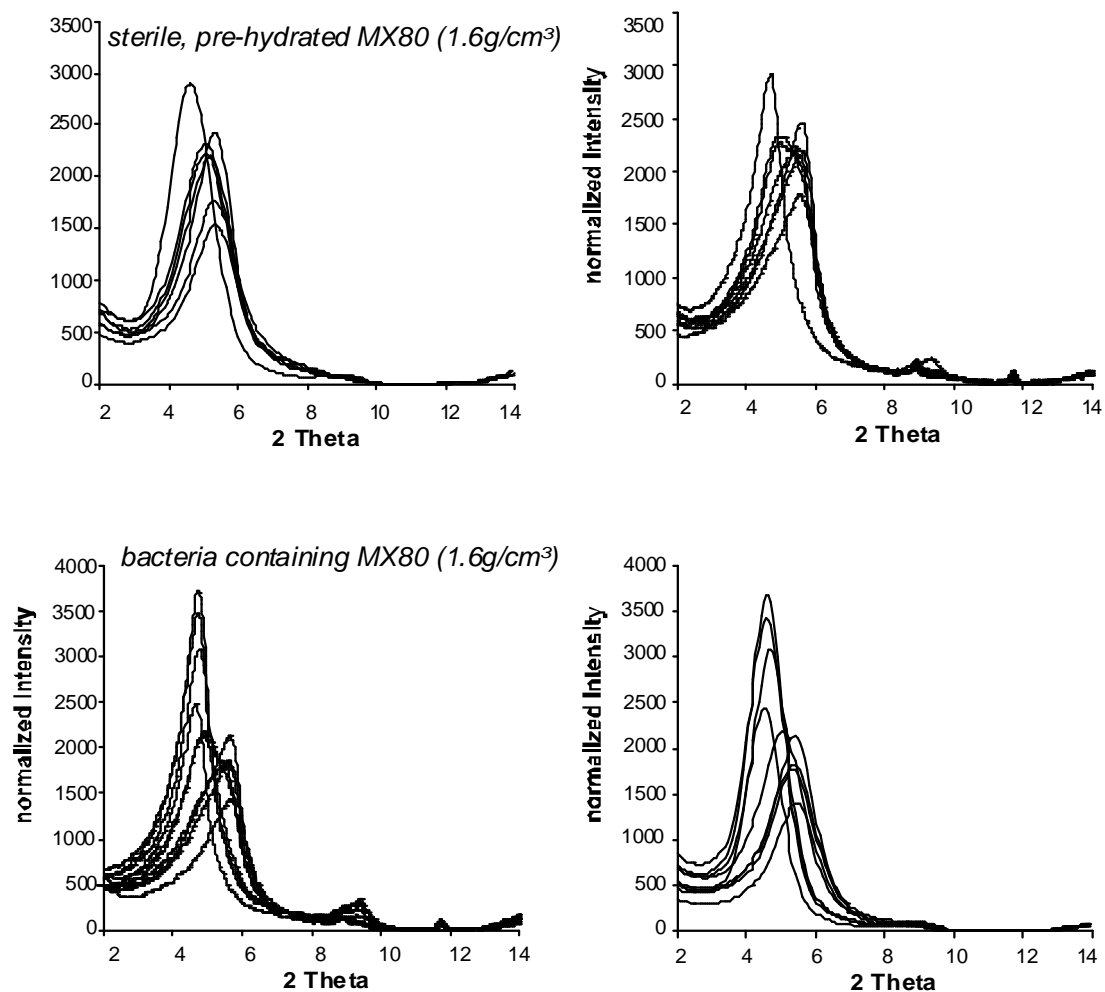 sterile, pre-hydrated MX80 (1.6g/cm³)
3500
3000
2500
2000
1500
1000
500
0
2 4 6 8 10 12 14
2 Theta
normalized Intensity
3500
3000
2500
2000
1500
1000
500
0
2 4 6 8 10 12 14
2 Theta
bacteria containing MX80 (1.6g/cm³)
normalized Intensity
4000
3500
3000
2500
2000
1500
1000
500
0
2 4 6 8 10 12 14
2 Theta
normalized Intensity
4000
3500
3000
2500
2000
1500
1000
500
0
2 4 6 8 10 12 14
2 Theta